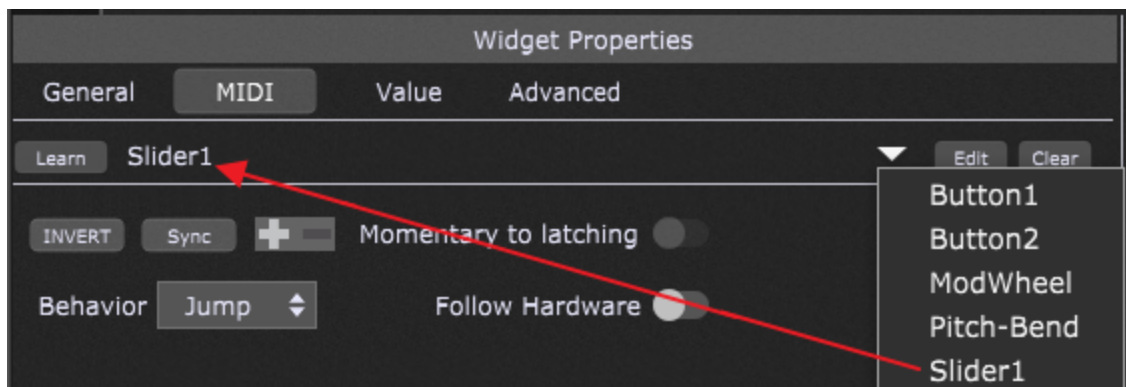 Widget Properties
General MIDI Value Advanced
Learn Slider1 Edit Clear
INVERT Sync Momentary to latching
Behavior Jump Follow Hardware
Button1
Button2
ModWheel
Pitch-Bend
Slider1